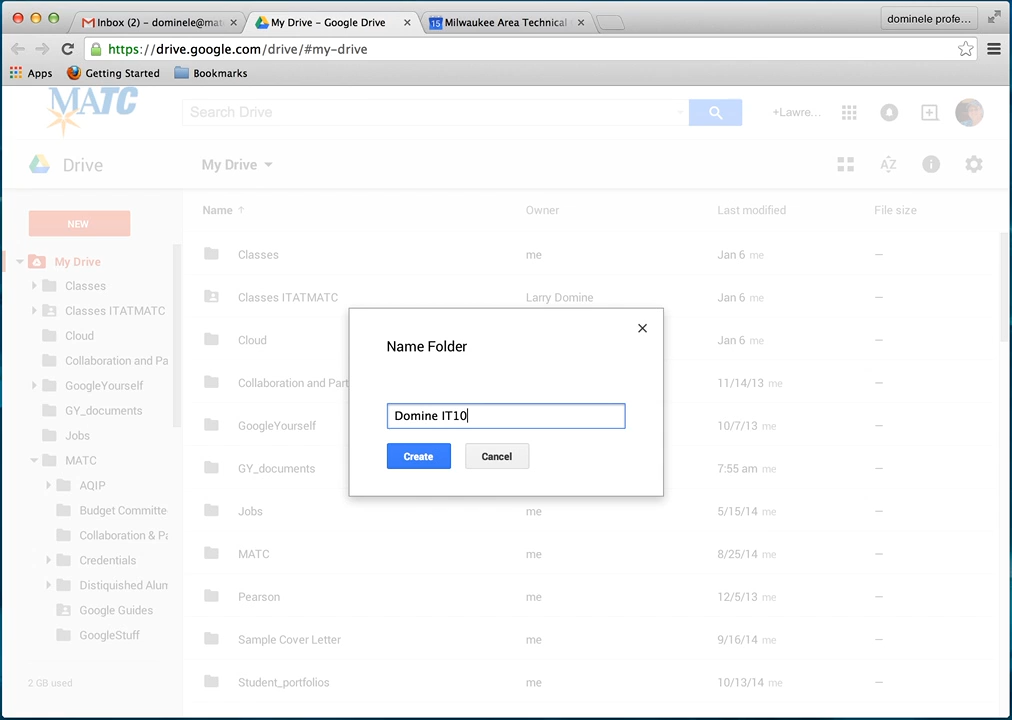 Inbox (2) – dominele@mat
My Drive – Google Drive
15 Milwaukee Area Technical
dominele profe...
https://drive.google.com/drive/#my-drive
Apps
Getting Started
Bookmarks
MATC
Search Drive
+Lawre...
Drive
My Drive
AZ
NEW
My Drive
Classes
Classes ITATMATC
Cloud
Collaboration and Pa
GoogleYourself
GY_documents
Jobs
MATC
AQIP
Budget Committe
Collaboration & Pa
Credentials
Distiquished Alum
Google Guides
GoogleStuff
2 GB used
Name Owner Last modified File size
Classes me Jan 6 me —
Classes ITATMATC Larry Domine Jan 6 me —
Cloud Jan 6 me —
Collaboration and Part 11/14/13 me —
GoogleYourself 10/7/13 me —
GY_documents 7:55 am me —
Jobs me 5/15/14 me —
MATC me 8/25/14 me —
Pearson me 12/5/13 me —
Sample Cover Letter me 9/16/14 me —
Student_portfolios me 10/13/14 me —
Name Folder
Domine IT10
Create
Cancel